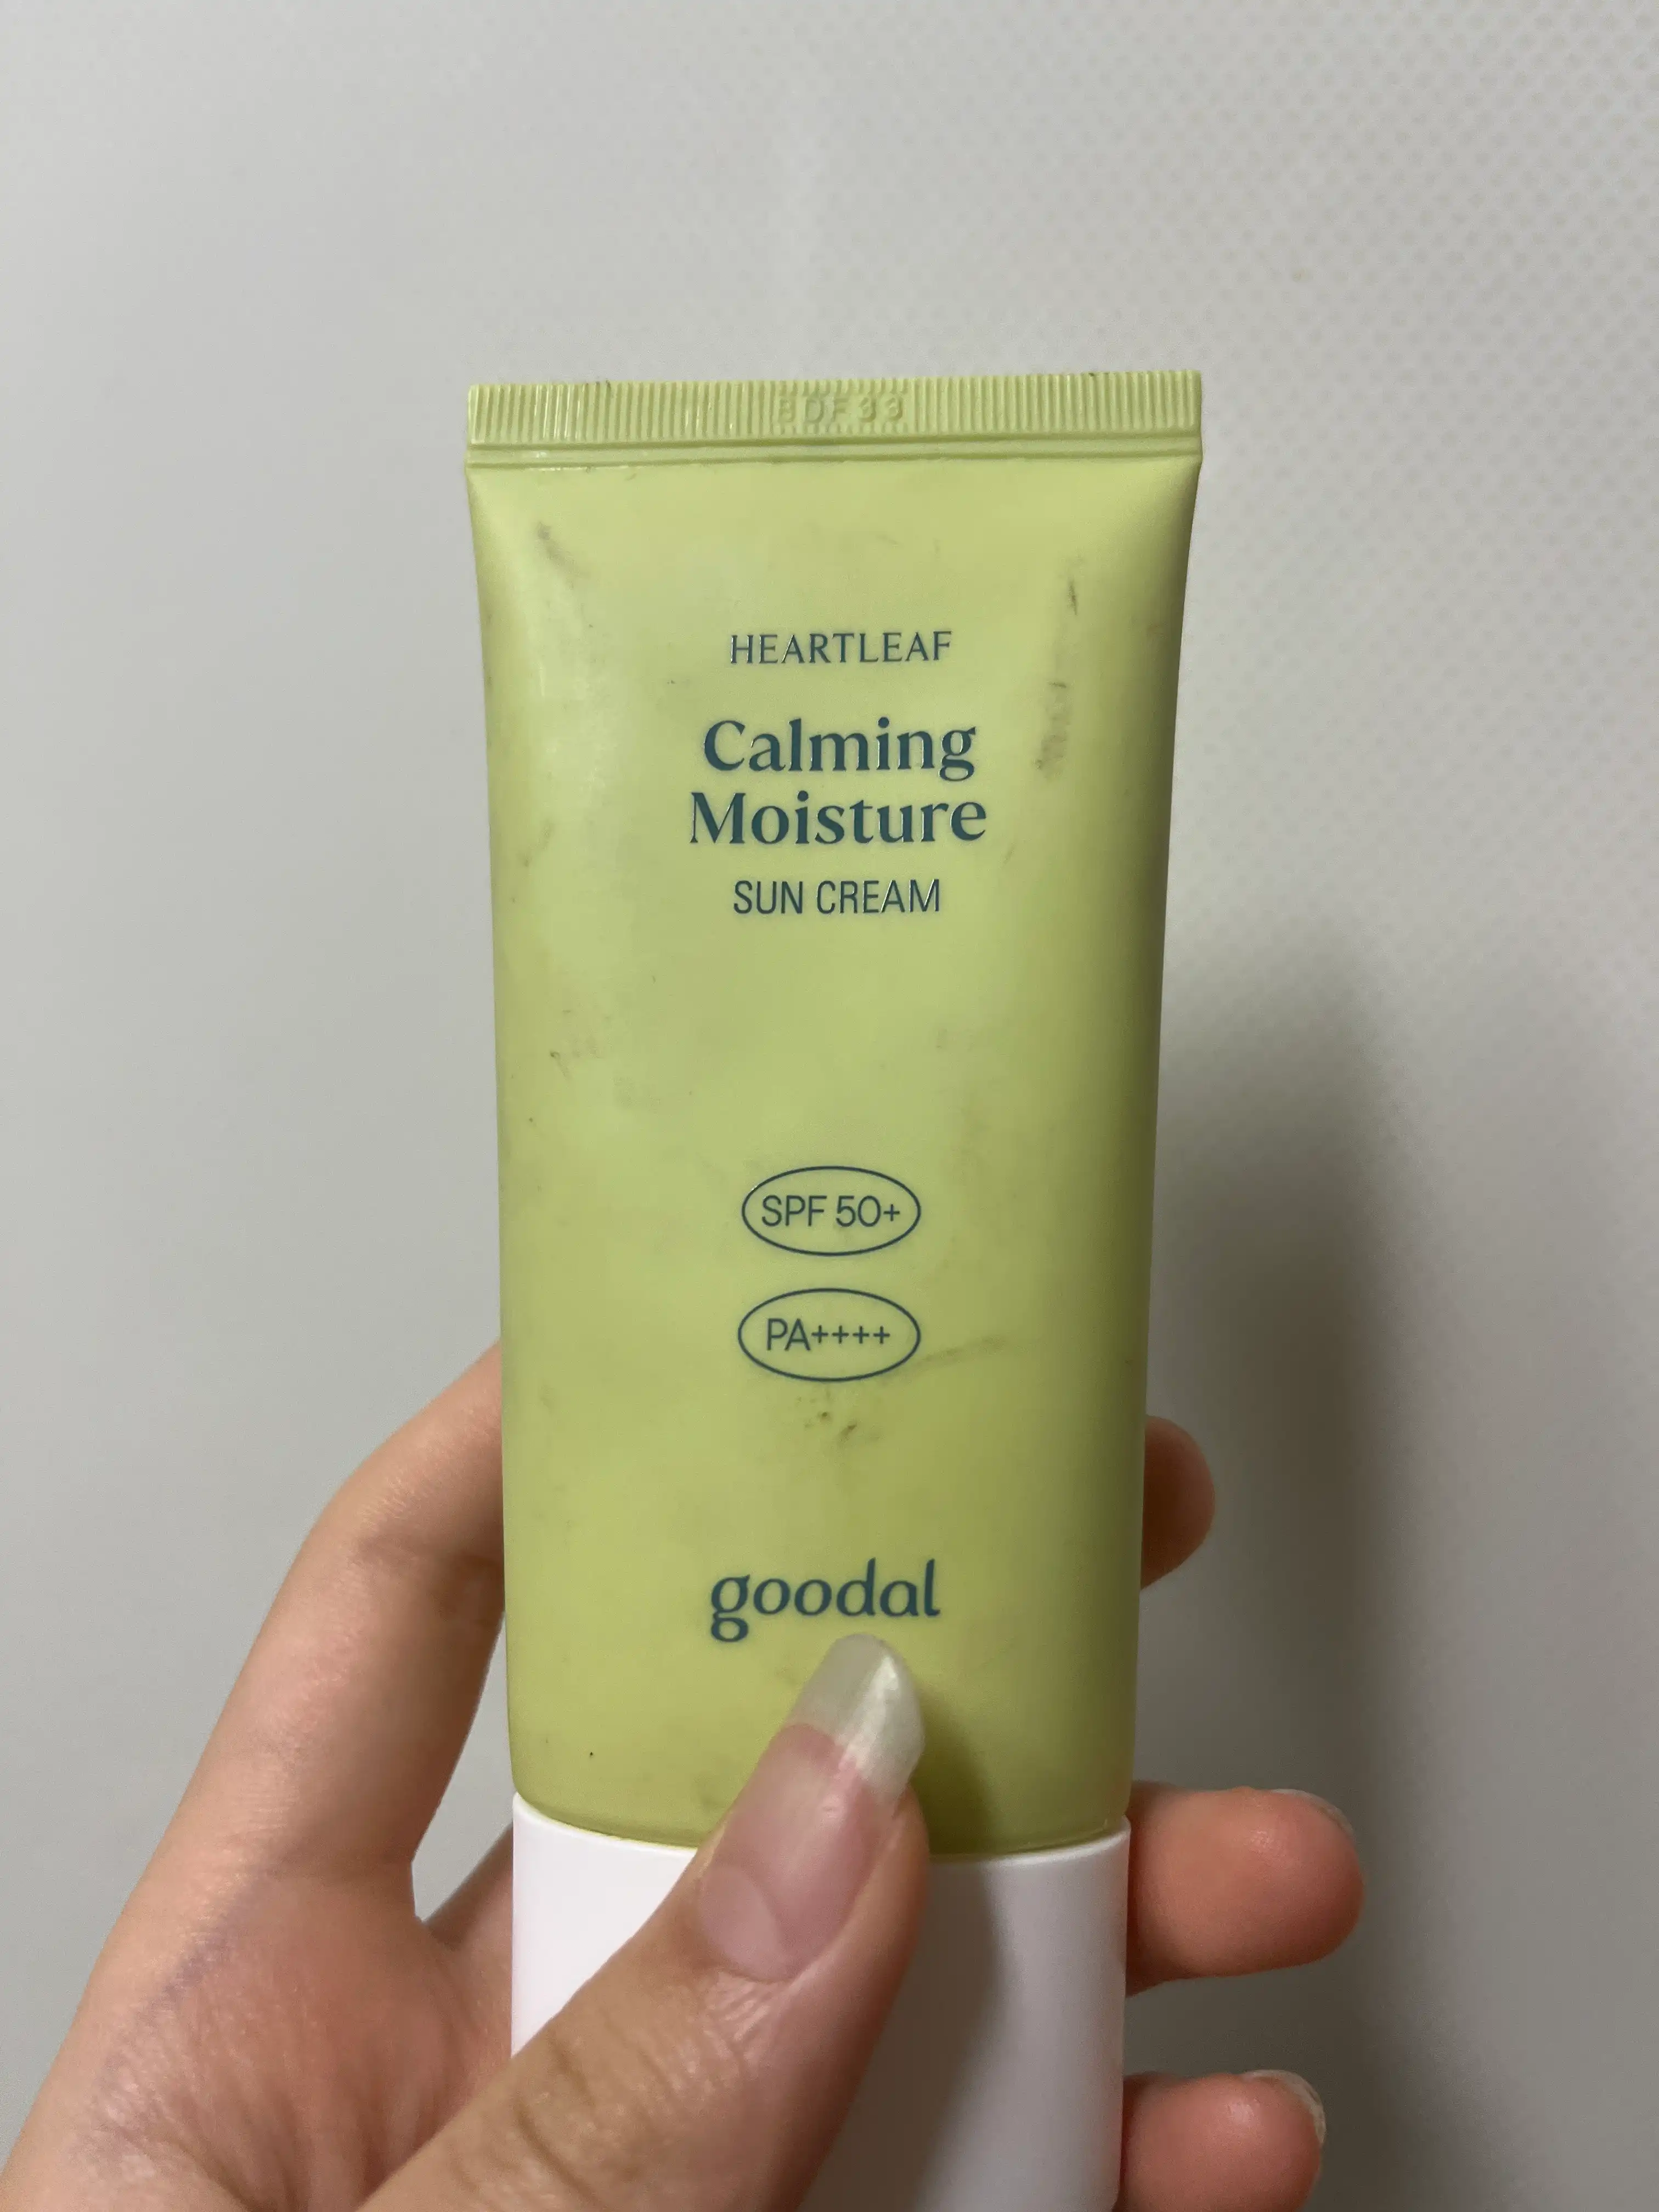 HEARTLEAF
Calming
Moisture
SUN CREAM
SPF 50+
PA++++
goodal